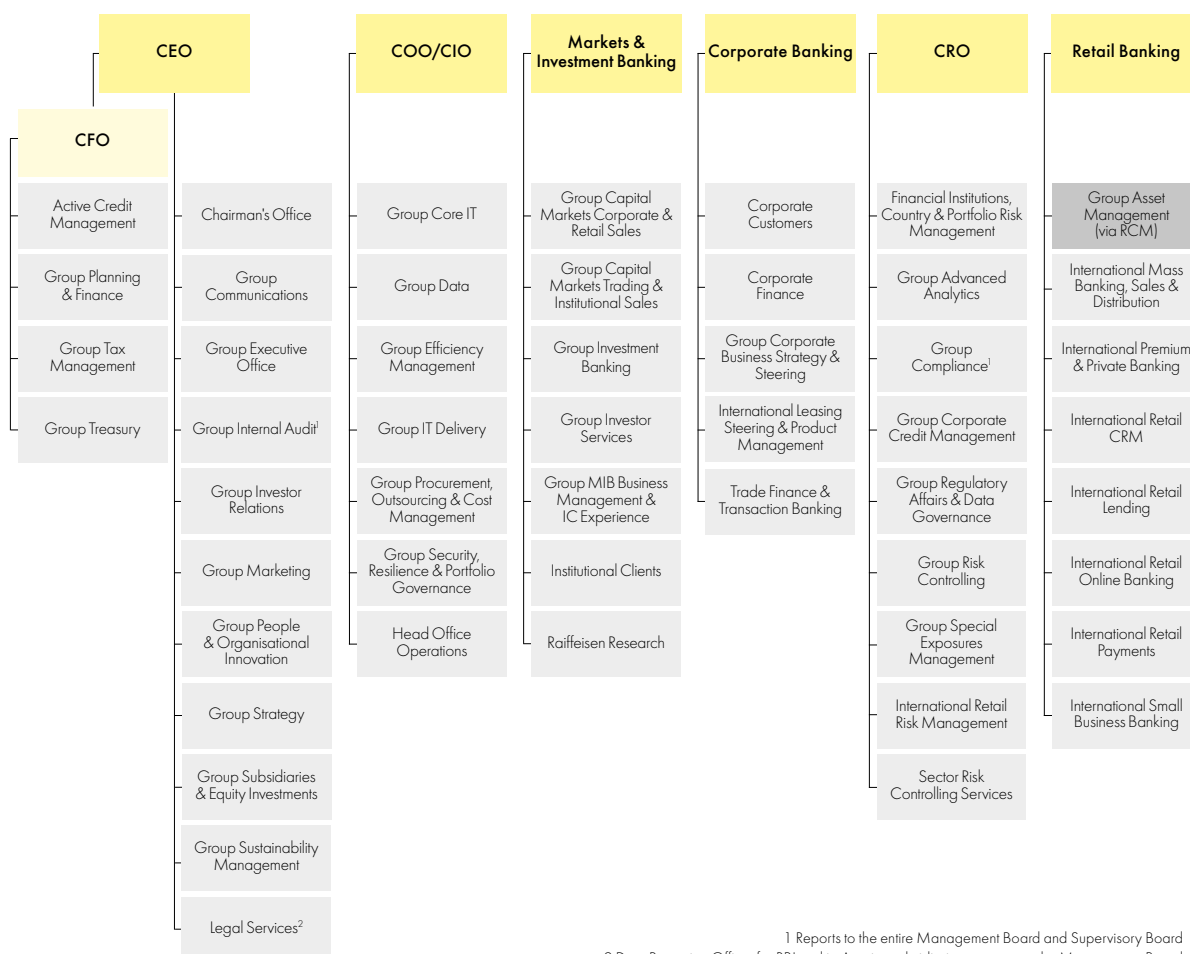 CEO
COO/CIO
Markets &
Investment Banking
Corporate Banking
CRO
Retail Banking
CFO
Active Credit
Management
Group Planning
& Finance
Group Tax
Management
Group Treasury
Chairman's Office
Group
Communications
Group Executive
Office
Group Internal Audit¹
Group Investor
Relations
Group Marketing
Group People
& Organisational
Innovation
Group Strategy
Group Subsidiaries
& Equity Investments
Group Sustainability
Management
Legal Services²
Group Core IT
Group Data
Group Efficiency
Management
Group IT Delivery
Group Procurement,
Outsourcing & Cost
Management
Group Security,
Resilience & Portfolio
Governance
Head Office
Operations
Group Capital
Markets Corporate &
Retail Sales
Group Capital
Markets Trading &
Institutional Sales
Group Investment
Banking
Group Investor
Services
Group MIB Business
Management &
IC Experience
Institutional Clients
Raiffeisen Research
Corporate
Customers
Corporate
Finance
Group Corporate
Business Strategy &
Steering
International Leasing
Steering & Product
Management
Trade Finance &
Transaction Banking
Financial Institutions,
Country & Portfolio Risk
Management
Group Advanced
Analytics
Group
Compliance¹
Group Corporate
Credit Management
Group Regulatory
Affairs & Data
Governance
Group Risk
Controlling
Group Special
Exposures
Management
International Retail
Risk Management
Sector Risk
Controlling Services
Group Asset
Management
(via RCM)
International Mass
Banking, Sales &
Distribution
International Premium
& Private Banking
International Retail
CRM
International Retail
Lending
International Retail
Online Banking
International Retail
Payments
International Small
Business Banking
1 Reports to the entire Management Board and Supervisory Board